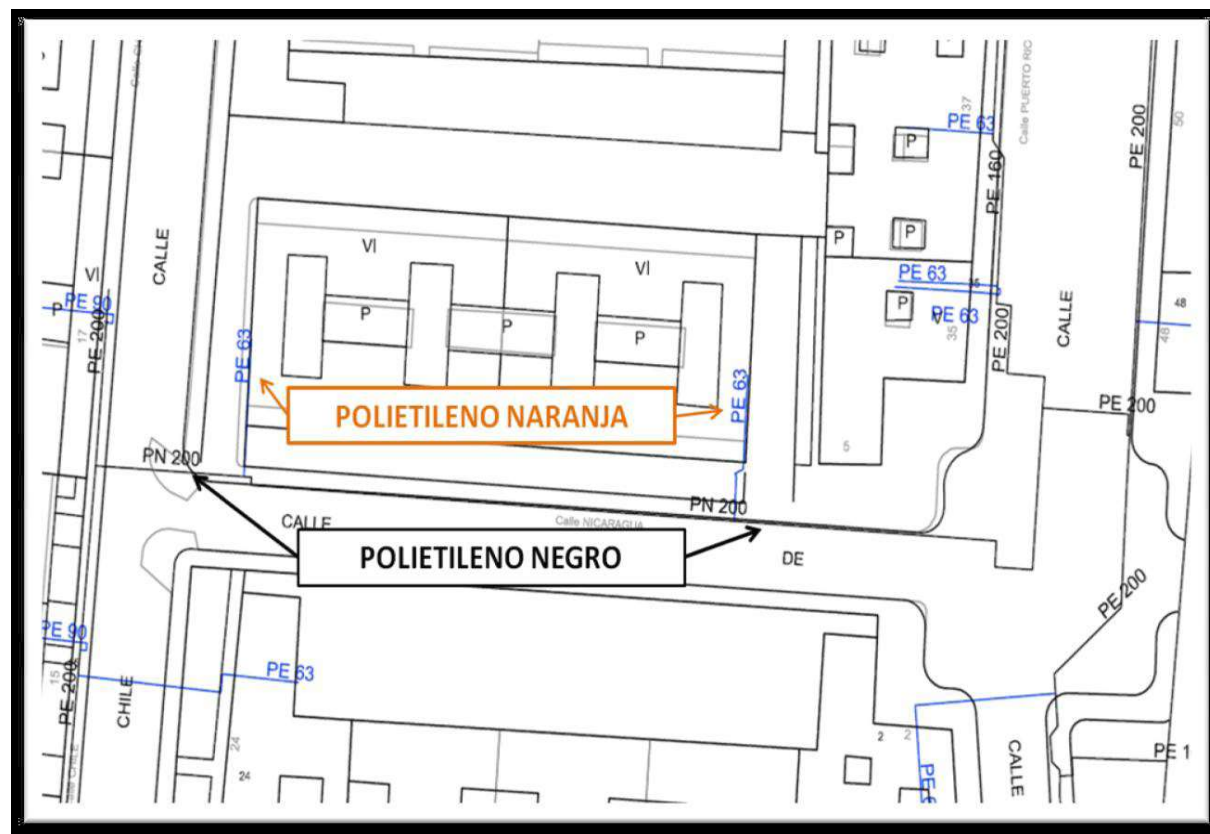 Calle PUERTO RIC
37
PE 63
PE 200
50
P
PE 160
CALLE
VI
VI
VI
P
P
PE 63
36
PE 90
P
48
P
PE 63
CALLE
P
P
P
17
PE 200
V
35
PE 200
48
PE 63
PE 63
POLIETILENO NARANJA
PE 200
5
PN 200
PN 200
CALLE
Calle NICARAGUA
POLIETILENO NEGRO
DE
PE 200
PE 90
15
PE 200
PE 63
CHILE
24
24
2
2
CALLE
PE 1